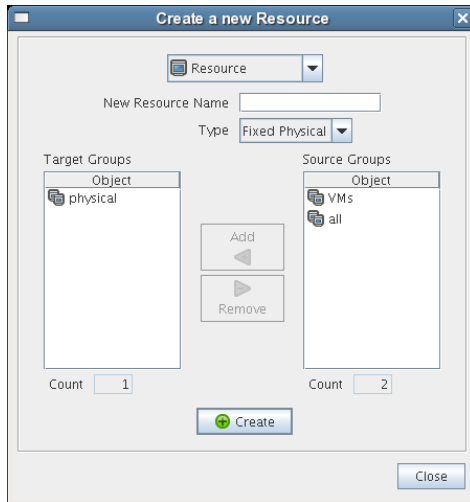 Create a new Resource
Resource
New Resource Name
Type Fixed Physical
Target Groups Source Groups
Object Object
physical VMs
all
Add
Remove
Count 1 Count 2
Create
Close